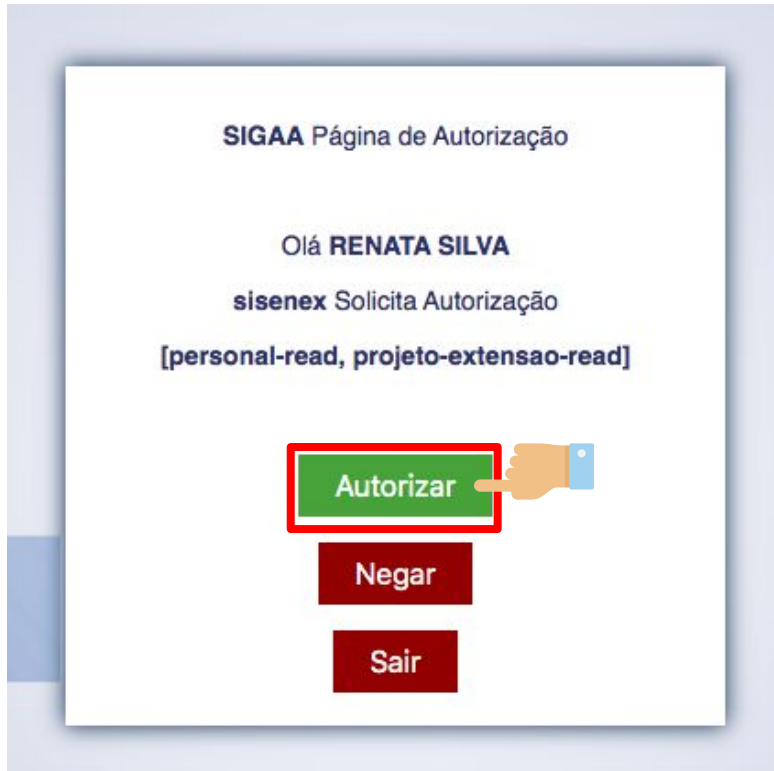 SIGAA Página de Autorização
Olá RENATA SILVA
sisenex Solicita Autorização
[personal-read, projeto-extensao-read]
Autorizar
Negar
Sair